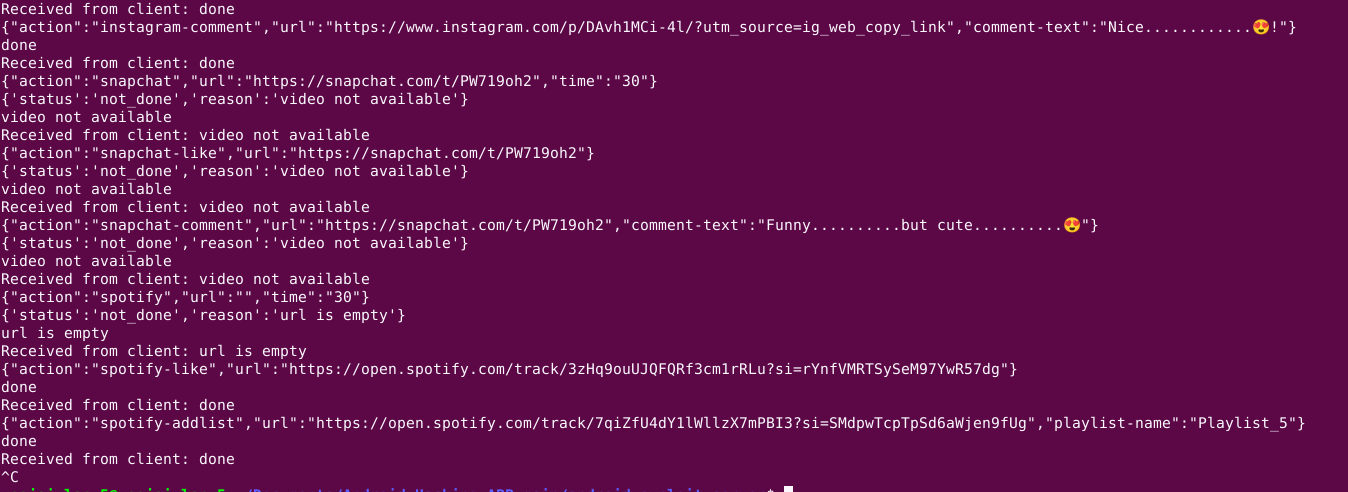 Received from client: done
{"action":"instagram-comment","url":"https://www.instagram.com/p/DAvh1MCi-4l/?utm_source=ig_web_copy_link","comment-text":"Nice............😍!"}
done
Received from client: done
{"action":"snapchat","url":"https://snapchat.com/t/PW719oh2","time":"30"}
{'status':'not_done','reason':'video not available'}
video not available
Received from client: video not available
{"action":"snapchat-like","url":"https://snapchat.com/t/PW719oh2"}
{'status':'not_done','reason':'video not available'}
video not available
Received from client: video not available
{"action":"snapchat-comment","url":"https://snapchat.com/t/PW719oh2","comment-text":"Funny..........but cute..........😍"}
{'status':'not_done','reason':'video not available'}
video not available
Received from client: video not available
{"action":"spotify","url":"","time":"30"}
{'status':'not_done','reason':'url is empty'}
url is empty
Received from client: url is empty
{"action":"spotify-like","url":"https://open.spotify.com/track/3zHq9ouUJQFQRf3cm1rRLu?si=rYnfVMRTSySeM97YwR57dg"}
done
Received from client: done
{"action":"spotify-addlist","url":"https://open.spotify.com/track/7qiZfU4dY1lWllzX7mPBI3?si=SMdpwTcpTpSd6aWjen9fUg","playlist-name":"Playlist_5"}
done
Received from client: done
^C